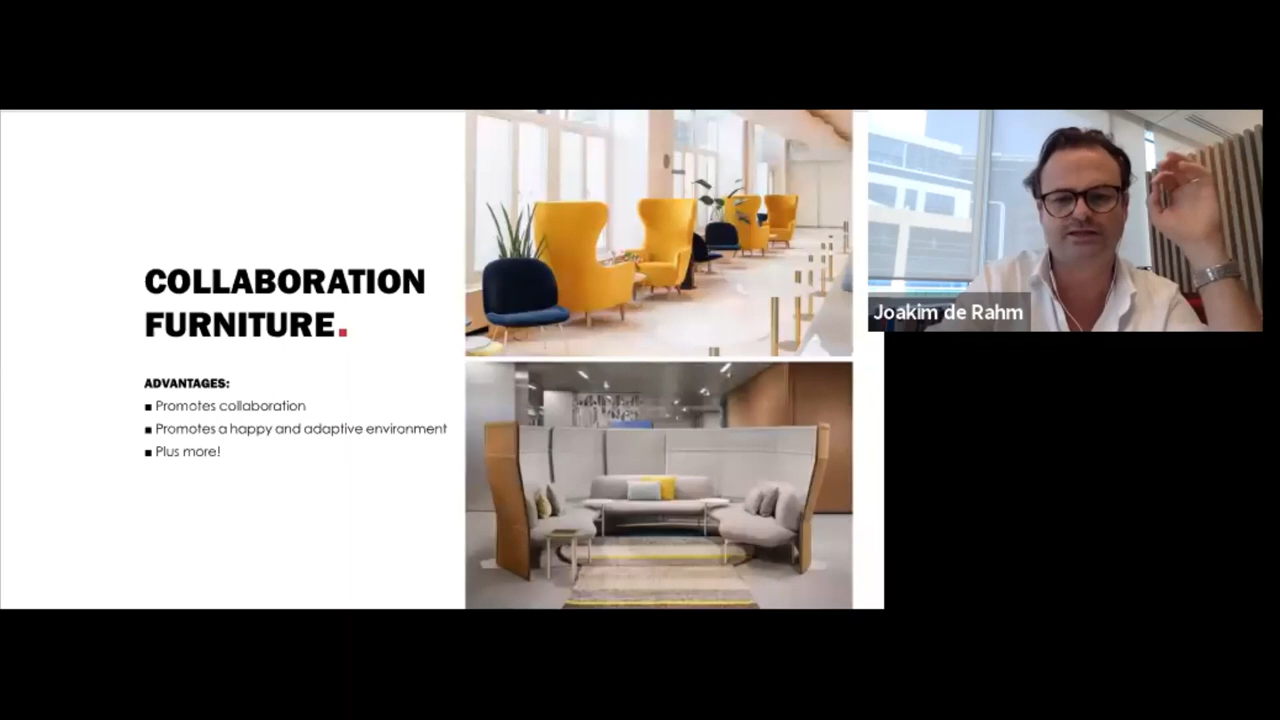 COLLABORATION
FURNITURE.
ADVANTAGES:
■ Promotes collaboration
■ Promotes a happy and adaptive environment
■ Plus more!
Joakim de Rahm